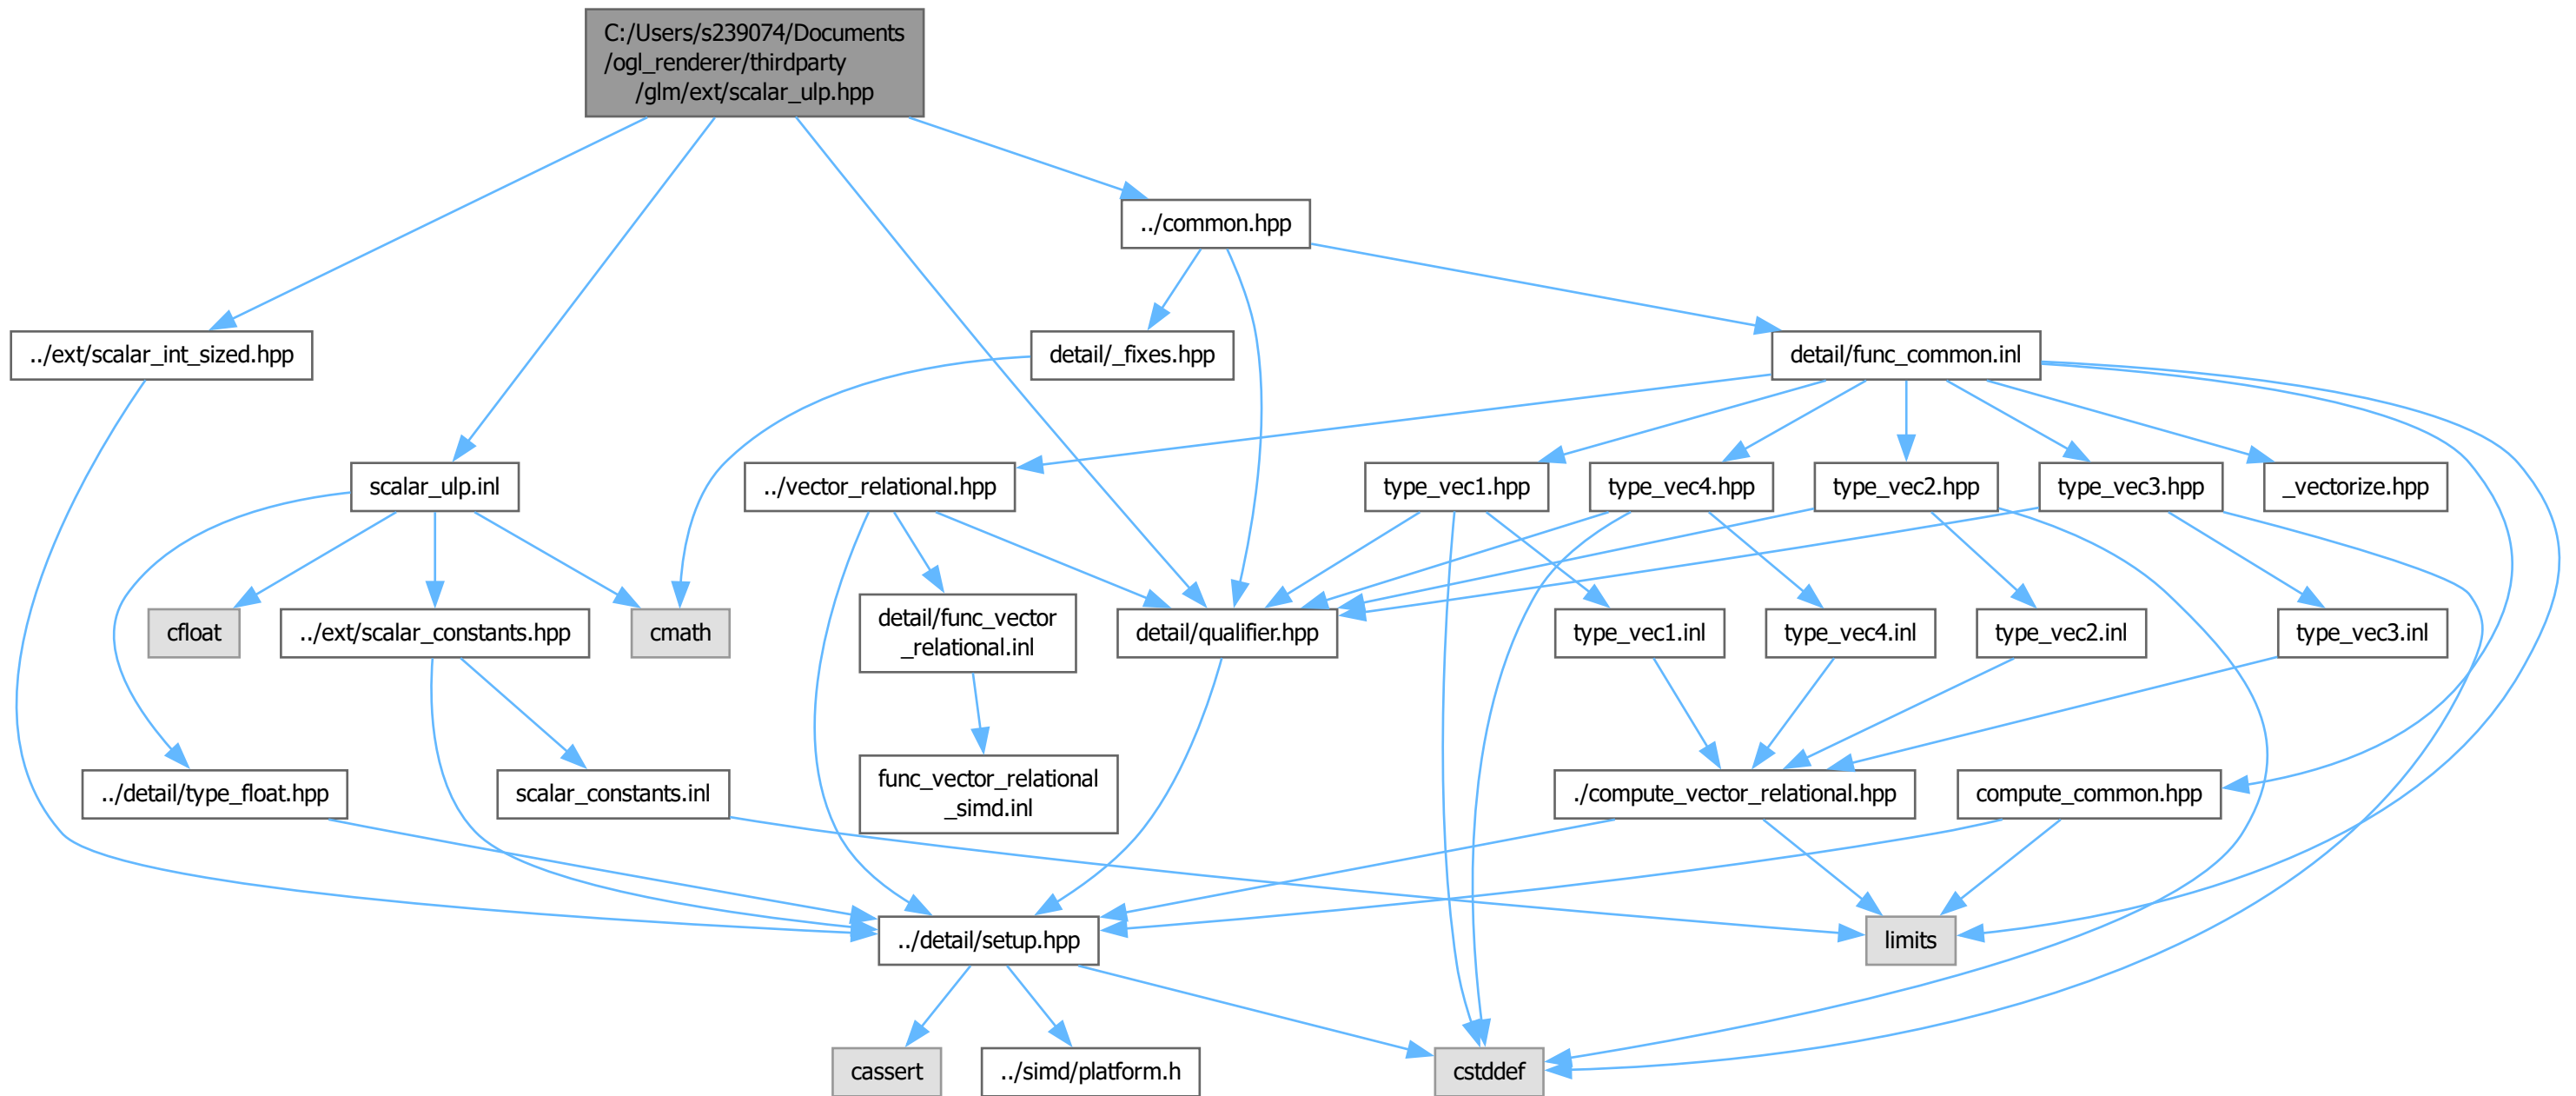 C:/Users/s239074/Documents
/ogl_renderer/thirdparty
/glm/ext/scalar_ulp.hpp
../common.hpp
../ext/scalar_int_sized.hpp
detail/_fixes.hpp
detail/func_common.inl
scalar_ulp.inl
../vector_relational.hpp
type_vec1.hpp
type_vec4.hpp
type_vec2.hpp
type_vec3.hpp
_vectorize.hpp
cfloat
../ext/scalar_constants.hpp
cmath
detail/func_vector
_relational.inl
detail/qualifier.hpp
type_vec1.inl
type_vec4.inl
type_vec2.inl
type_vec3.inl
../detail/type_float.hpp
scalar_constants.inl
func_vector_relational
_simd.inl
./compute_vector_relational.hpp
compute_common.hpp
../detail/setup.hpp
limits
cassert
../simd/platform.h
cstddef